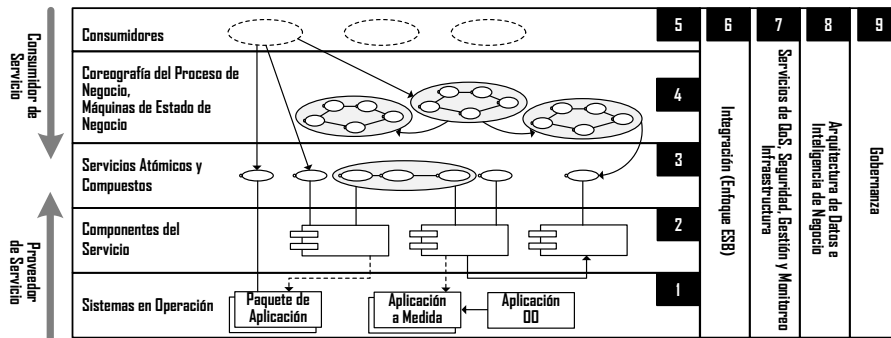 Consumidor de
Servicio
Proveedor
de Servicio
Consumidores
5
Coreografía del Proceso de
Negocio,
Máquinas de Estado de
Negocio
4
Servicios Atómicos y
Compuestos
3
Componentes del
Servicio
2
Sistemas en Operación
1
Paquete de
Aplicación
Aplicación
a Medida
Aplicación
OO
6
Integración (Enfoque ESB)
7
Servicios de QoS, Seguridad, Gestión y Monitoreo
Infraestructura
8
Arquitectura de Datos e
Inteligencia de Negocio
9
Gobernanza